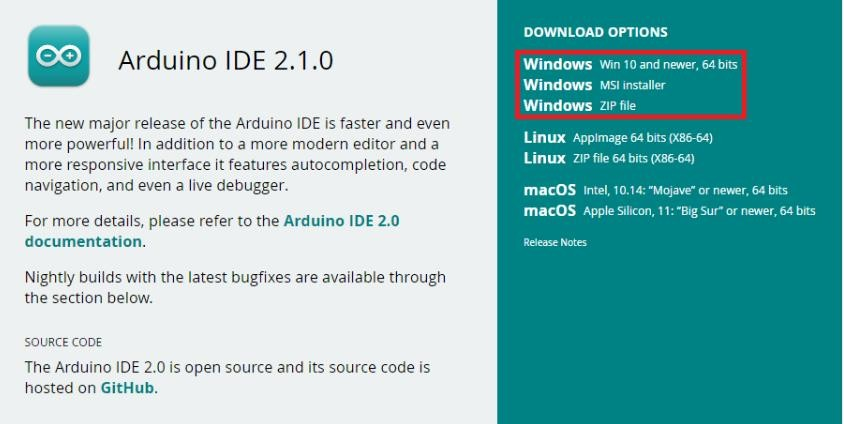 Arduino IDE 2.1.0
The new major release of the Arduino IDE is faster and even
more powerful! In addition to a more modern editor and a
more responsive interface it features autocompletion, code
navigation, and even a live debugger.
For more details, please refer to the Arduino IDE 2.0
documentation.
Nightly builds with the latest bugfixes are available through
the section below.
SOURCE CODE
The Arduino IDE 2.0 is open source and its source code is
hosted on GitHub.
DOWNLOAD OPTIONS
Windows Win 10 and newer, 64 bits
Windows MSI installer
Windows ZIP file
Linux AppImage 64 bits (X86-64)
Linux ZIP file 64 bits (X86-64)
macOS Intel, 10.14: “Mojave” or newer, 64 bits
macOS Apple Silicon, 11: “Big Sur” or newer, 64 bits
Release Notes